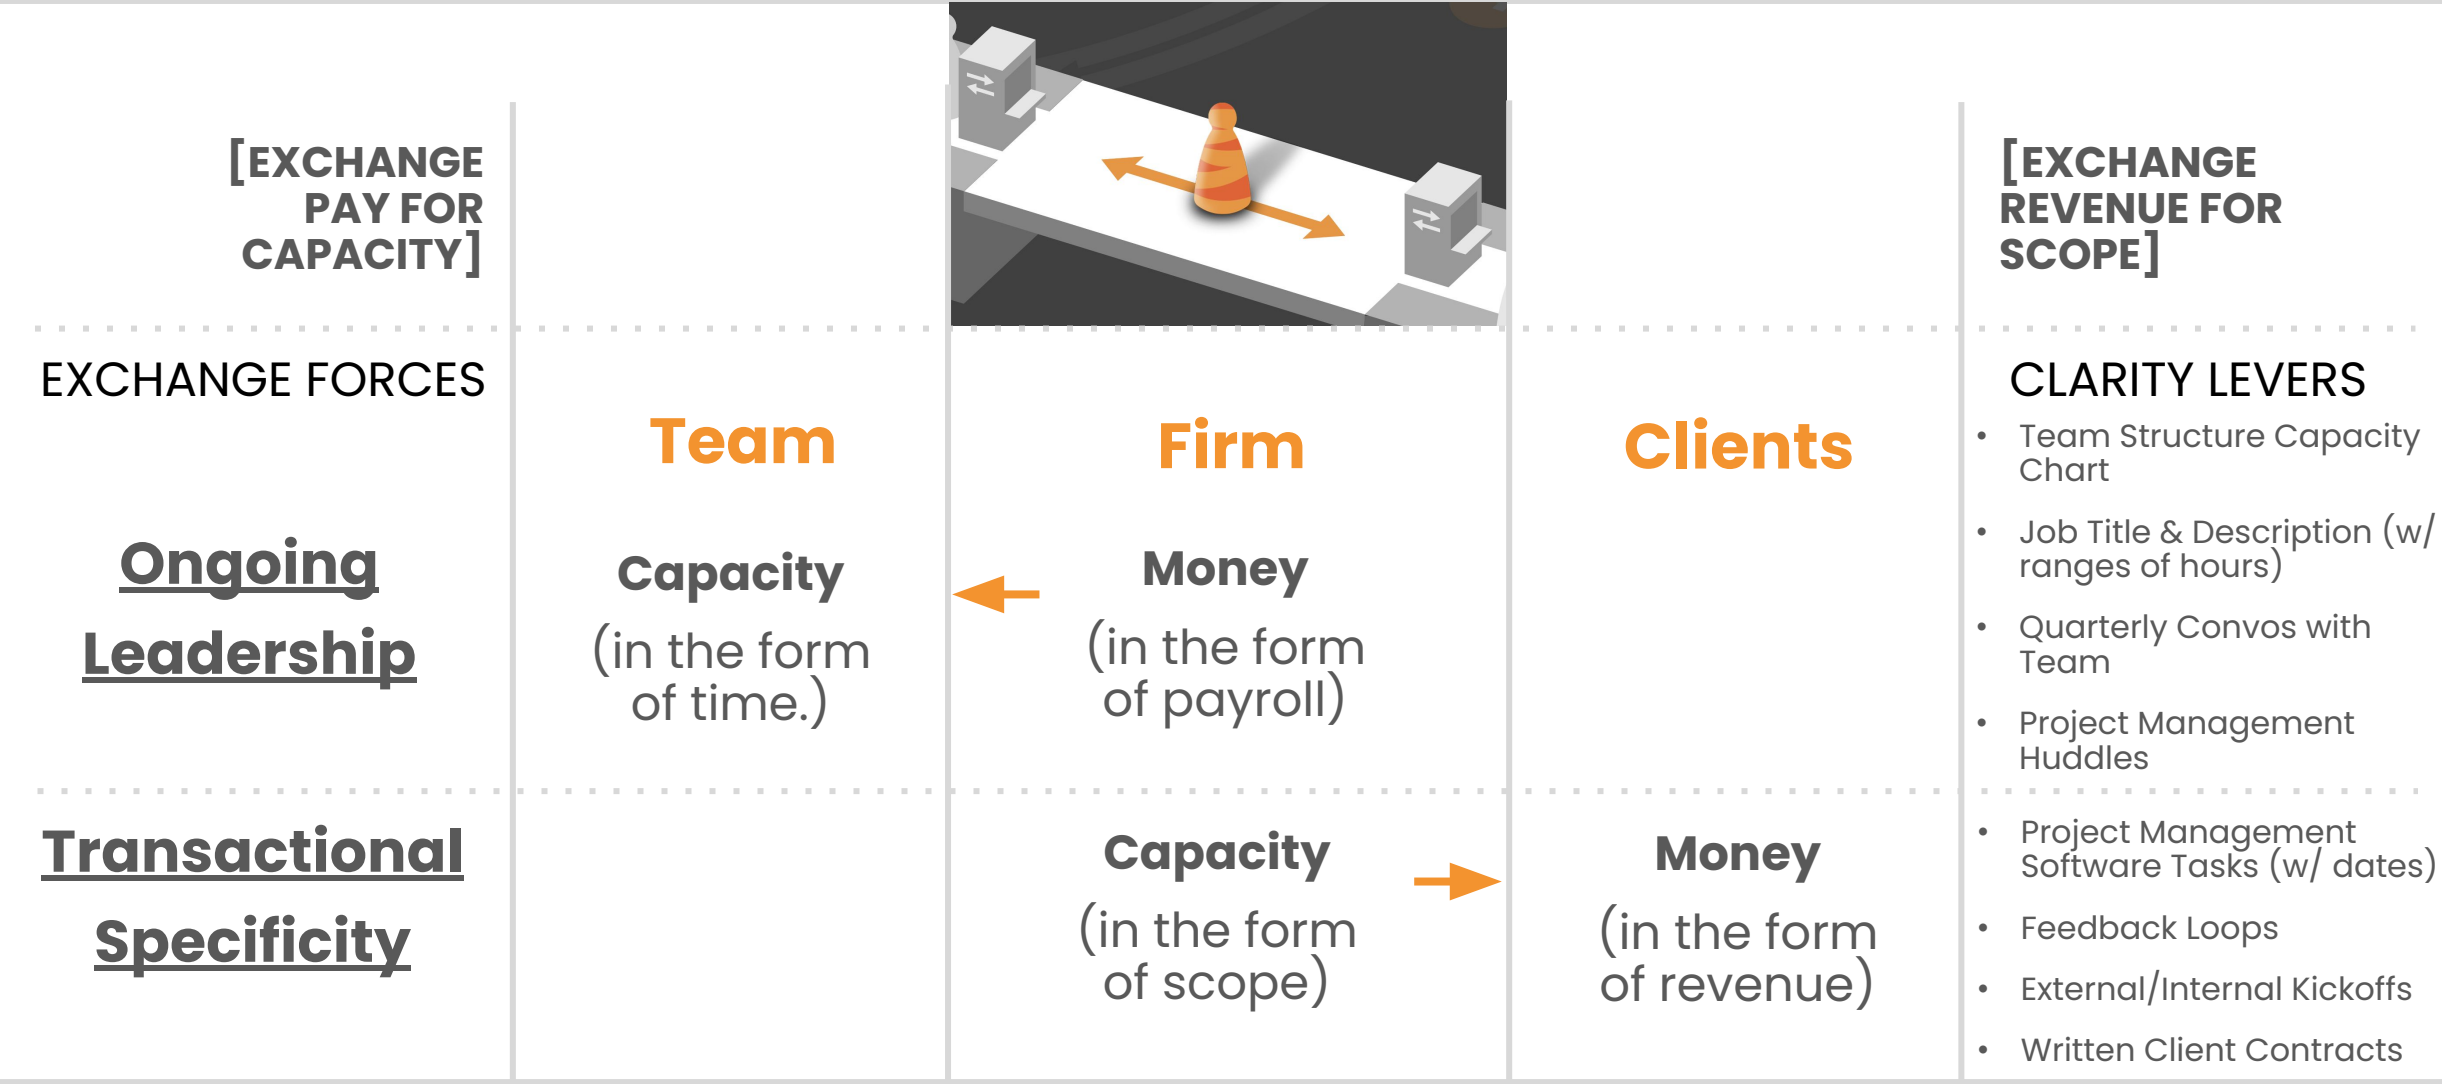 [EXCHANGE
PAY FOR
CAPACITY]
[EXCHANGE
REVENUE FOR
SCOPE]
EXCHANGE FORCES
Team
Firm
Clients
CLARITY LEVERS
Ongoing
Leadership
Capacity
(in the form
of time.)
Money
(in the form
of payroll)
• Team Structure Capacity
Chart
• Job Title & Description (w/
ranges of hours)
• Quarterly Convos with
Team
• Project Management
Huddles
Transactional
Specificity
Capacity
(in the form
of scope)
Money
(in the form
of revenue)
• Project Management
Software Tasks (w/ dates)
• Feedback Loops
• External/Internal Kickoffs
• Written Client Contracts